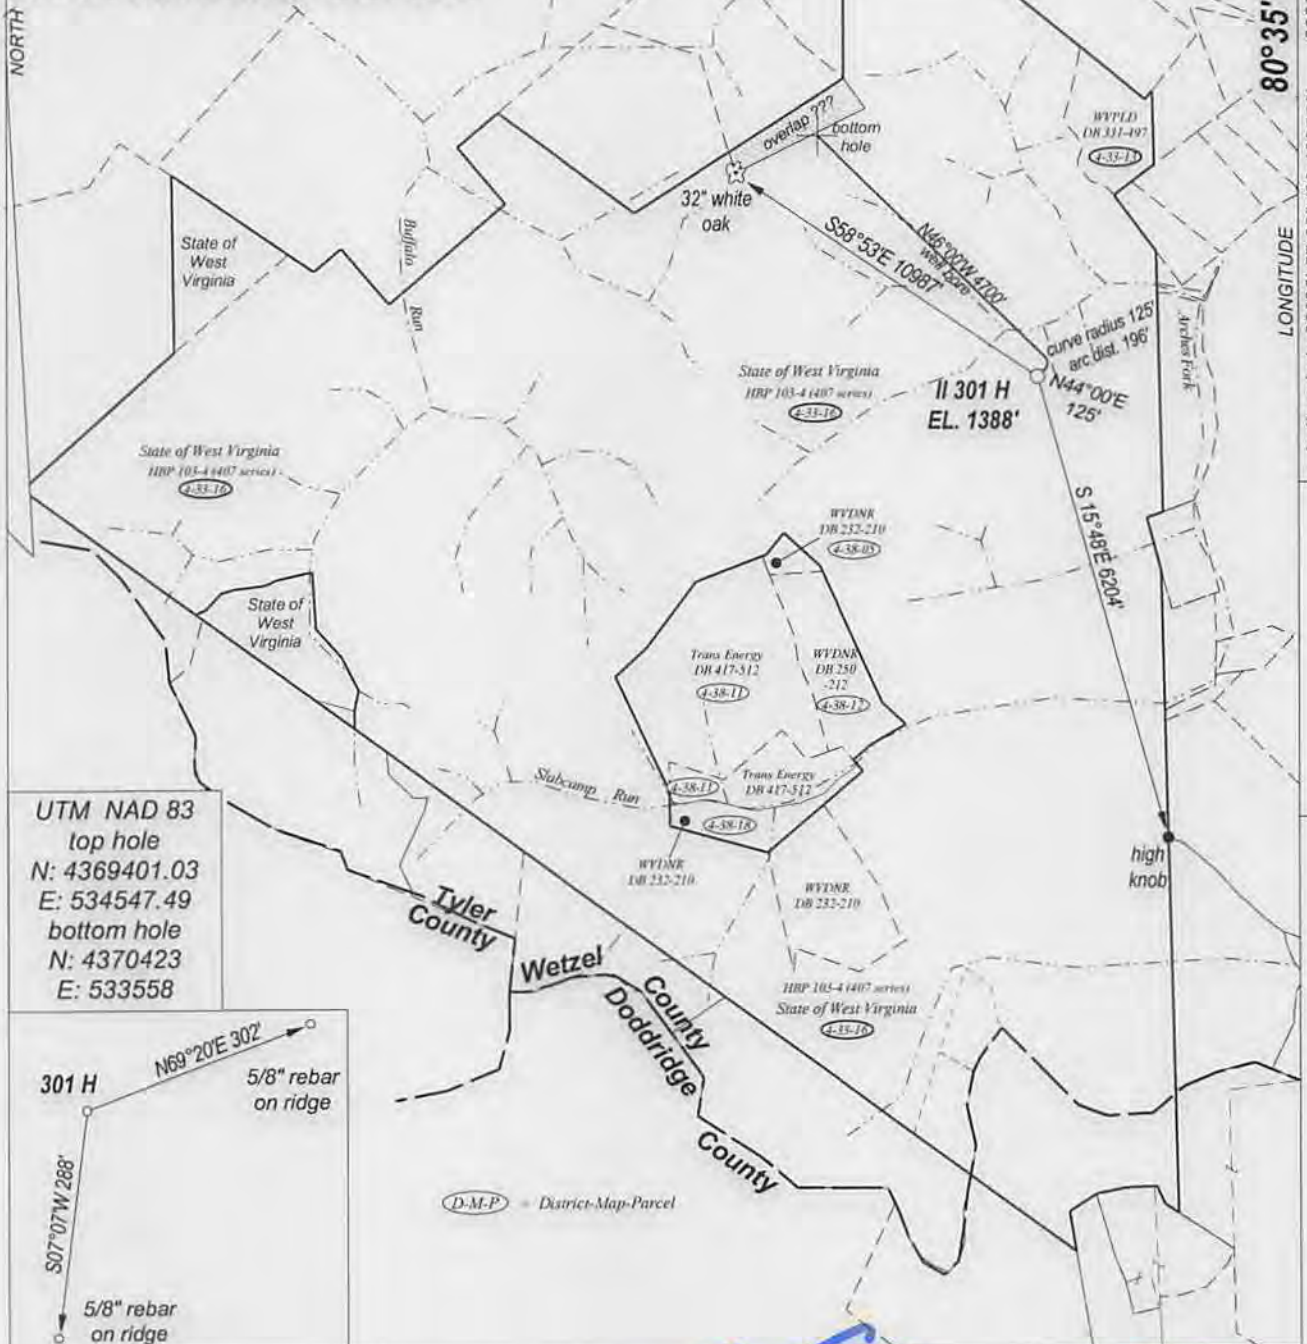 NORTH
80°35'
LONGITUDE
overlap ???
bottom
hole
WVPLD
DB 331-497
4-33-13
32" white
oak
State of
West
Virginia
Buffalo
Run
S58°53'E 10987'
N46°00'W 4700'
well bore
curve radius 125'
arc dist. 196'
N44°00'E
125'
Arches Fork
State of West Virginia
HBP 103-4 (407 series)
4-33-16
II 301 H
EL. 1388'
State of West Virginia
HBP 103-4 (407 series)
4-33-16
S 15°48'E 6204'
WVDNR
DB 232-210
4-38-05
State of
West
Virginia
Trans Energy
DB 417-512
4-38-11
WVDNR
DB 250
-212
4-38-12
Slabcamp Run
4-38-11
Trans Energy
DB 417-512
4-38-18
WVDNR
DB 232-210
WVDNR
DB 232-210
high
knob
UTM NAD 83
top hole
N: 4369401.03
E: 534547.49
bottom hole
N: 4370423
E: 533558
Tyler
County
Wetzel
County
Doddridge
County
HBP 103-4 (407 series)
State of West Virginia
4-33-16
N69°20'E 302'
301 H
5/8" rebar
on ridge
S07°07'W 288'
5/8" rebar
on ridge
D-M-P = District-Map-Parcel